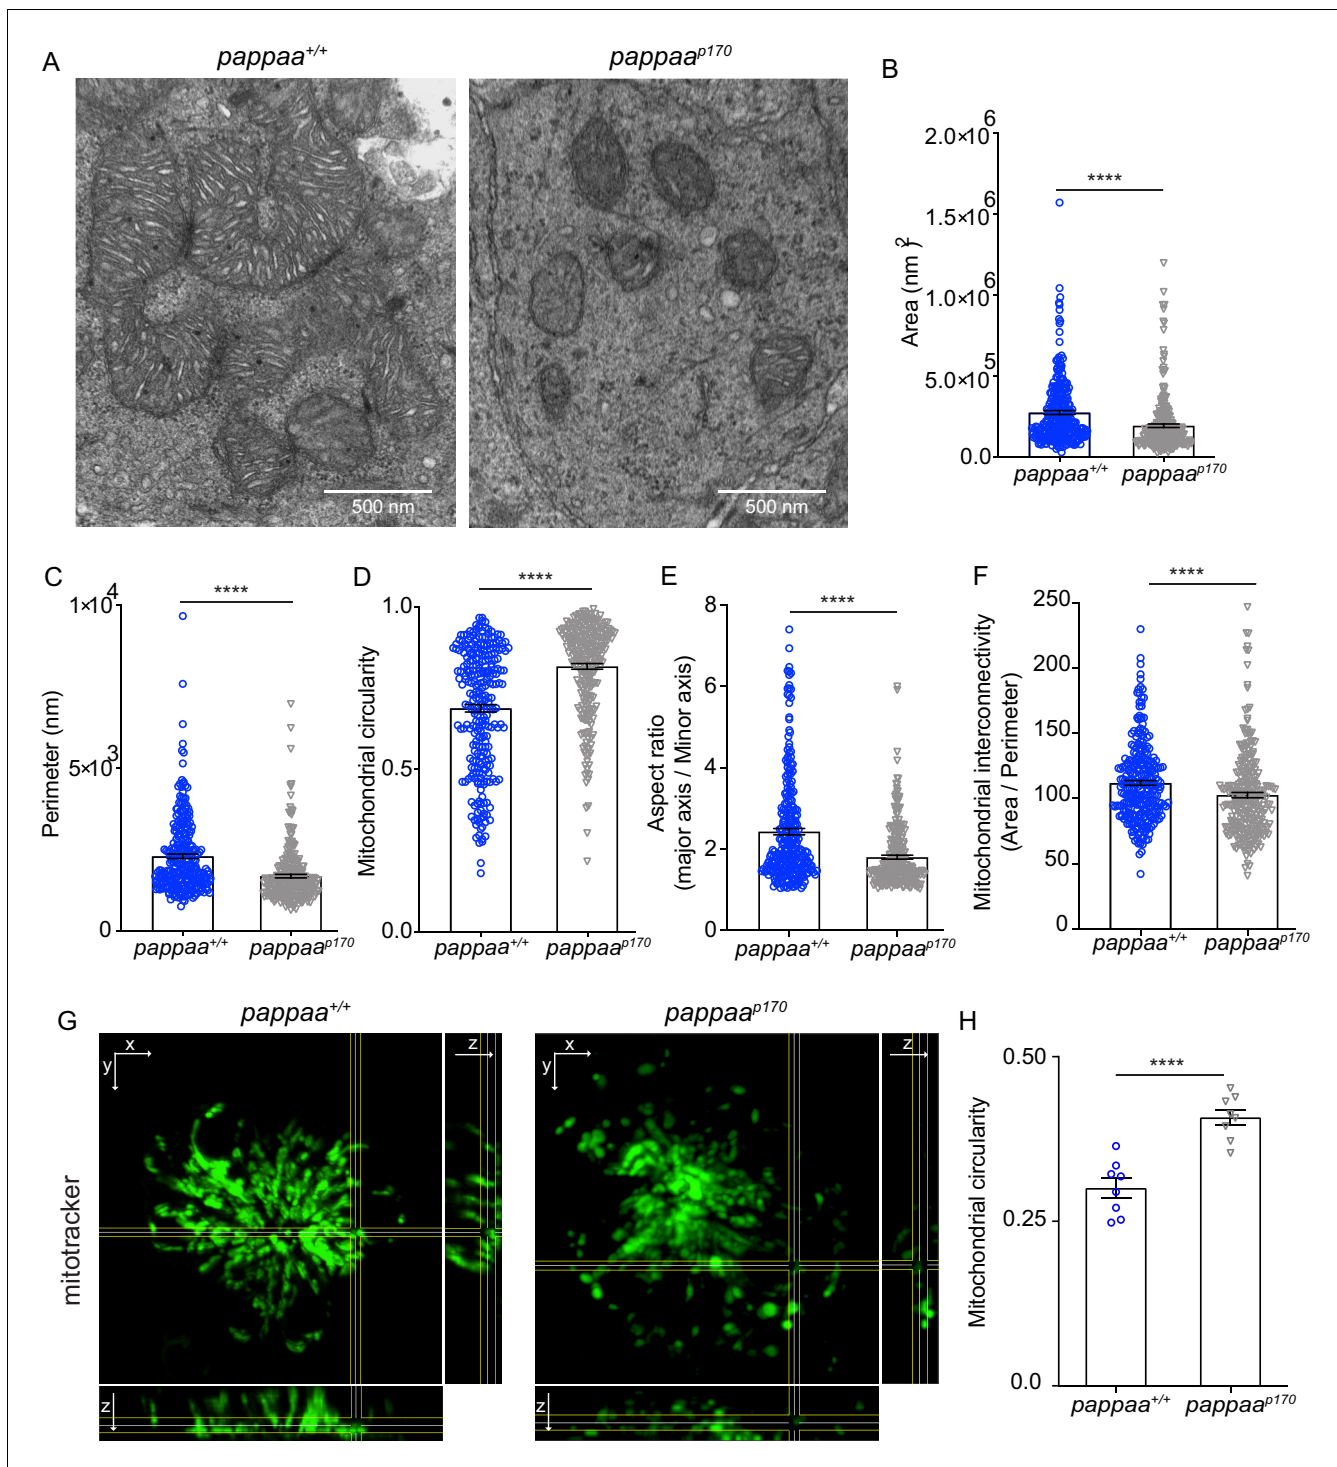 A
pappaa+/+
pappaap170
500 nm
500 nm
B
Area (nm2)
2.0×10 6
1.5×10 6
1.0×10 6
5.0×10 5
0.0
****
pappaa+/+
pappaap170
C
Perimeter (nm)
1×10 4
5×10 3
0
****
pappaa+/+
pappaap170
D
Mitochondrial circularity
1.0
0.5
0.0
****
pappaa+/+
pappaap170
E
Aspect ratio
(major axis / Minor axis)
8
6
4
2
0
****
pappaa+/+
pappaap170
F
Mitochondrial interconnectivity
(Area / Perimeter)
250
200
150
100
50
0
****
pappaa+/+
pappaap170
G
pappaa+/+
pappaap170
mitotracker
x
y
z
z
x
y
z
z
H
Mitochondrial circularity
0.50
0.25
0.0
****
pappaa+/+
pappaap170